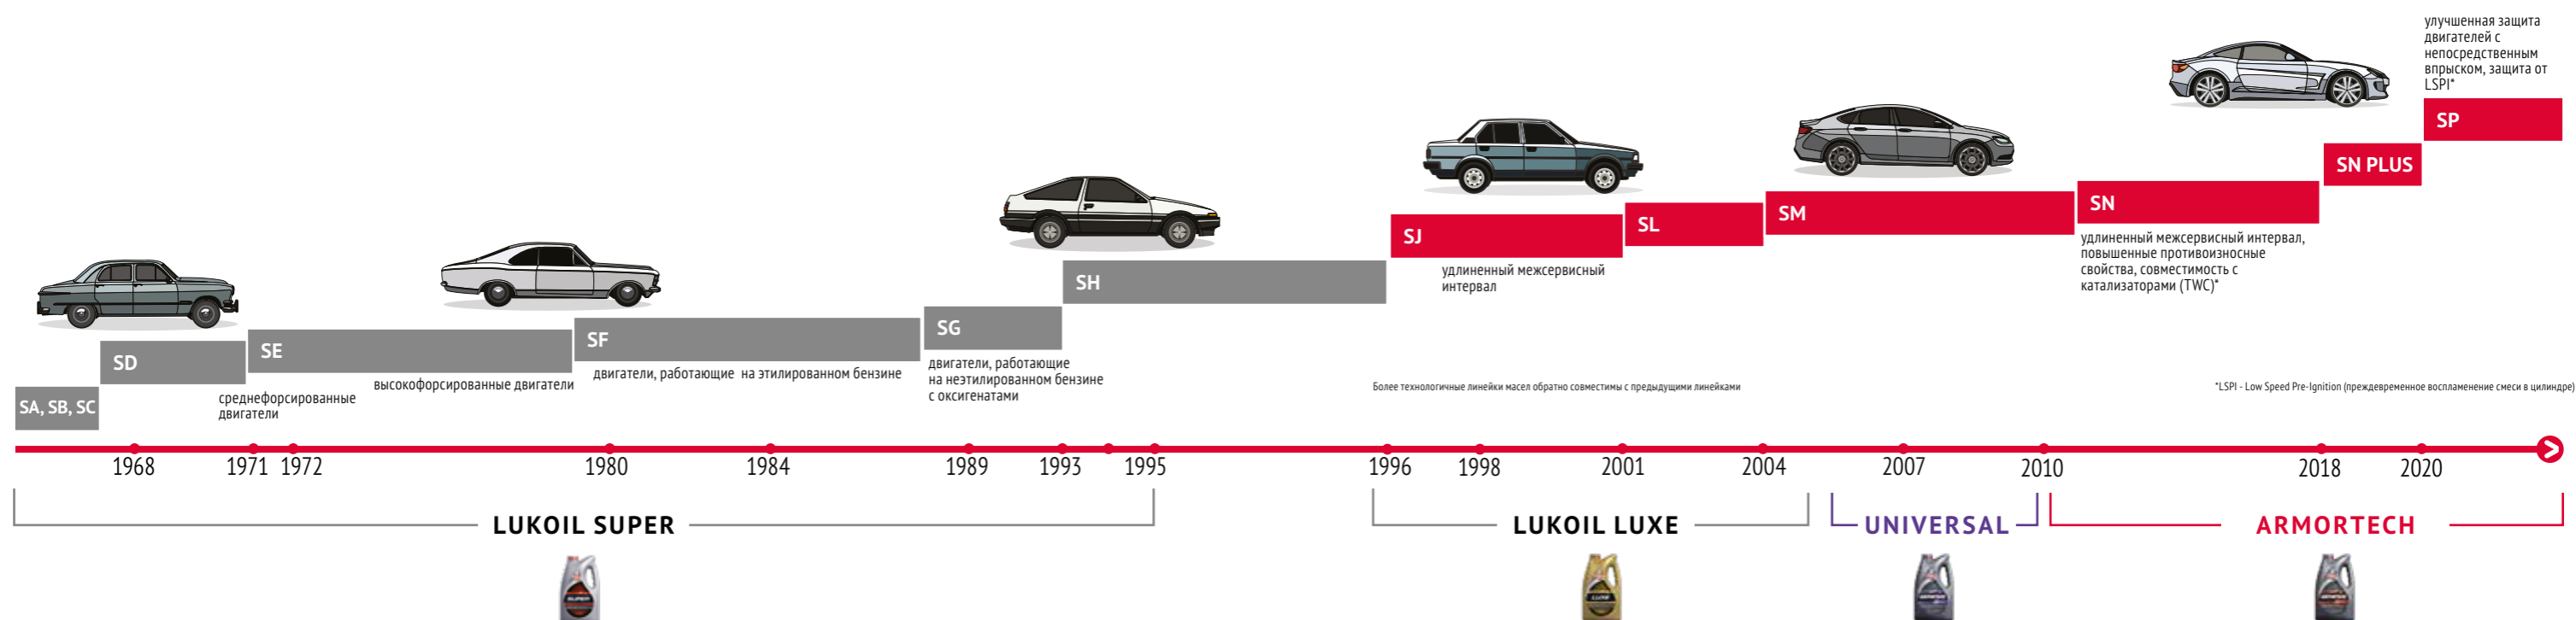 улучшенная защита
двигателей с
непосредственным
впрыском, защита от
LSPI*
SP
SN PLUS
SN
удлиненный межсервисный интервал,
повышенные противоизносные
свойства, совместимость с
катализаторами (TWC)*
SM
SL
SJ
удлиненный межсервисный
интервал
SH
SG
двигатели, работающие
на неэтилированном бензине
с оксигенатами
SF
двигатели, работающие на этилированном бензине
SE
высокофорсированные двигатели
SD
среднефорсированные
двигатели
SA, SB, SC
Более технологичные линейки масел обратно совместимы с предыдущими линейками
*LSPI - Low Speed Pre-Ignition (преждевременное воспламенение смеси в цилиндре)
1968 1971 1972 1980 1984 1989 1993 1995 1996 1998 2001 2004 2007 2010 2018 2020
LUKOIL SUPER
LUKOIL LUXE
UNIVERSAL
ARMORTECH
SUPER
LUXE